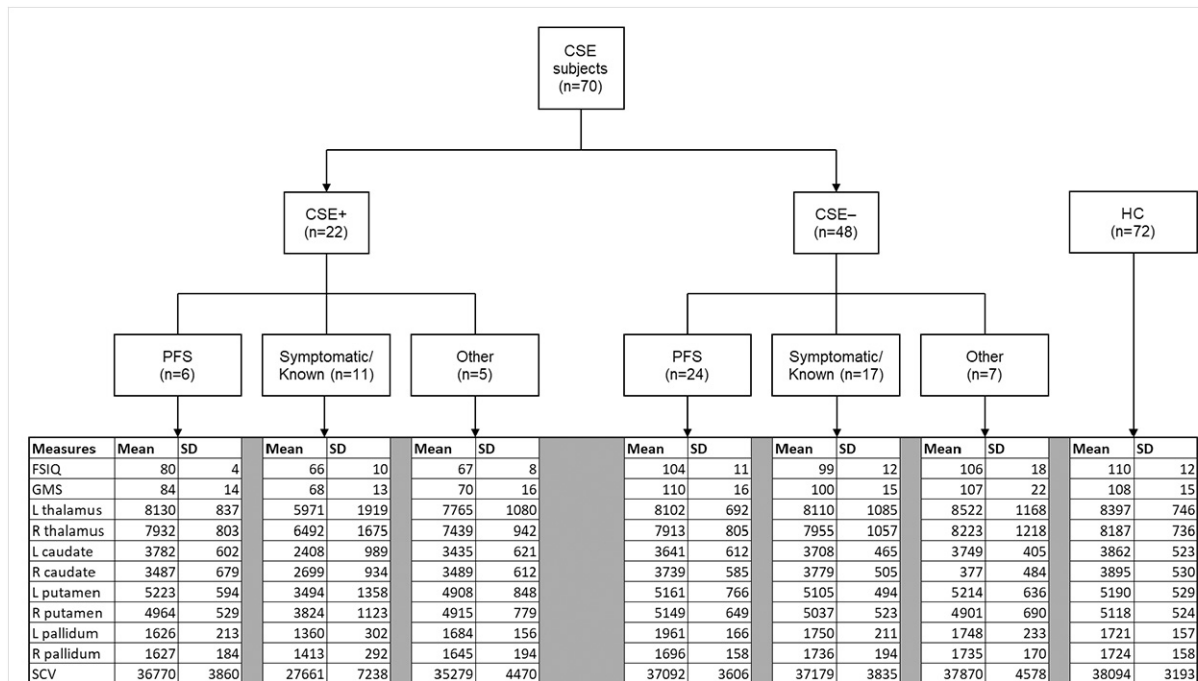 CSE
subjects
(n=70)
CSE+
(n=22)
CSE–
(n=48)
HC
(n=72)
PFS
(n=6)
Symptomatic/
Known (n=11)
Other
(n=5)
PFS
(n=24)
Symptomatic/
Known (n=17)
Other
(n=7)
Measures Mean SD Mean SD Mean SD Mean SD Mean SD Mean SD Mean SD
FSIQ 80 4 66 10 67 8 104 11 99 12 106 18 110 12
GMS 84 14 68 13 70 16 110 16 100 15 107 22 108 15
L thalamus 8130 837 5971 1919 7765 1080 8102 692 8110 1085 8522 1168 8397 746
R thalamus 7932 803 6492 1675 7439 942 7913 805 7955 1057 8223 1218 8187 736
L caudate 3782 602 2408 989 3435 621 3641 612 3708 465 3749 405 3862 523
R caudate 3487 679 2699 934 3489 612 3739 585 3779 505 377 484 3895 530
L putamen 5223 594 3494 1358 4908 848 5161 766 5105 494 5214 636 5190 529
R putamen 4964 529 3824 1123 4915 779 5149 649 5037 523 4901 690 5118 524
L pallidum 1626 213 1360 302 1684 156 1961 166 1750 211 1748 233 1721 157
R pallidum 1627 184 1413 292 1645 194 1696 158 1736 194 1735 170 1724 158
SCV 36770 3860 27661 7238 35279 4470 37092 3606 37179 3835 37870 4578 38094 3193